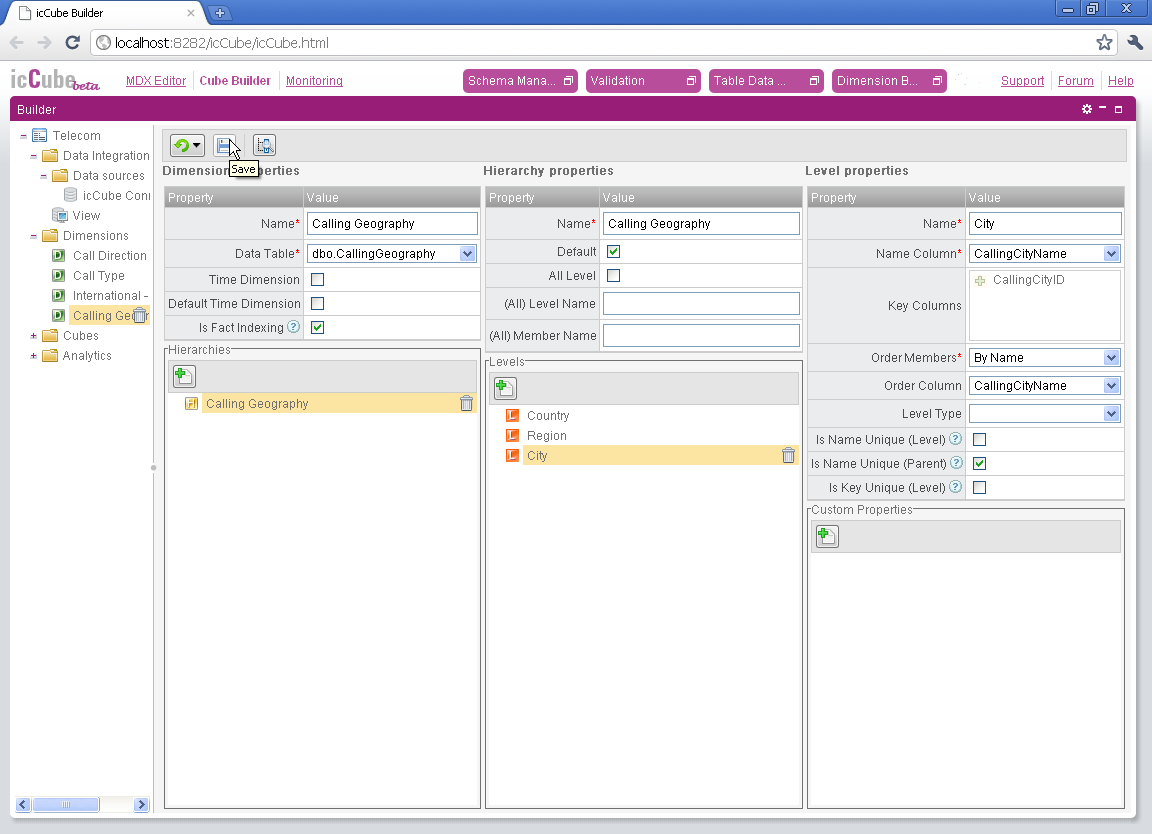 icCube Builder
localhost:8282/icCube/icCube.html
icCube beta
MDX Editor
Cube Builder
Monitoring
Schema Mana...
Validation
Table Data ...
Dimension B...
Support
Forum
Help
Builder
Telecom
Data Integration
Data sources
icCube Con
View
Dimensions
Call Direction
Call Type
International -
Calling Geogr
Cubes
Analytics
Save
Dimension properties
Property Value
Name* Calling Geography
Data Table* dbo.CallingGeography
Time Dimension
Default Time Dimension
Is Fact Indexing ?
Hierarchies
Calling Geography
Hierarchy properties
Property Value
Name* Calling Geography
Default
All Level
(All) Level Name
(All) Member Name
Levels
Country
Region
City
Level properties
Property Value
Name* City
Name Column* CallingCityName
Key Columns CallingCityID
Order Members* By Name
Order Column CallingCityName
Level Type
Is Name Unique (Level) ?
Is Name Unique (Parent) ?
Is Key Unique (Level) ?
Custom Properties